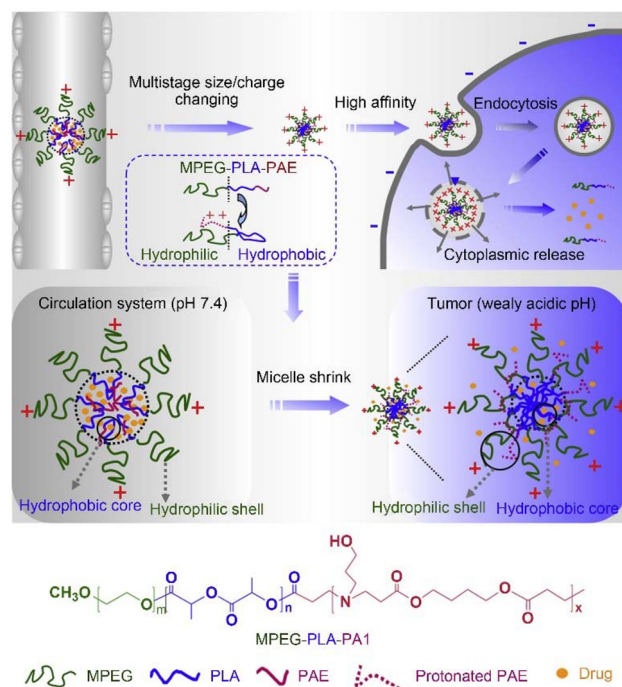 Multistage size/charge
changing
High affinity
Endocytosis
MPEG-PLA-PAE
++
Hydrophilic
Hydrophobic
Cytoplasmic release
Circulation system (pH 7.4)
Tumor (wealy acidic pH)
Micelle shrink
Hydrophobic core
Hydrophilic shell
Hydrophilic shell
Hydrophobic core
HO
CH3O
O
m
O
O
O
O
n
O
N
O
O
O
O
x
MPEG-PLA-PA1
MPEG
PLA
PAE
Protonated PAE
Drug